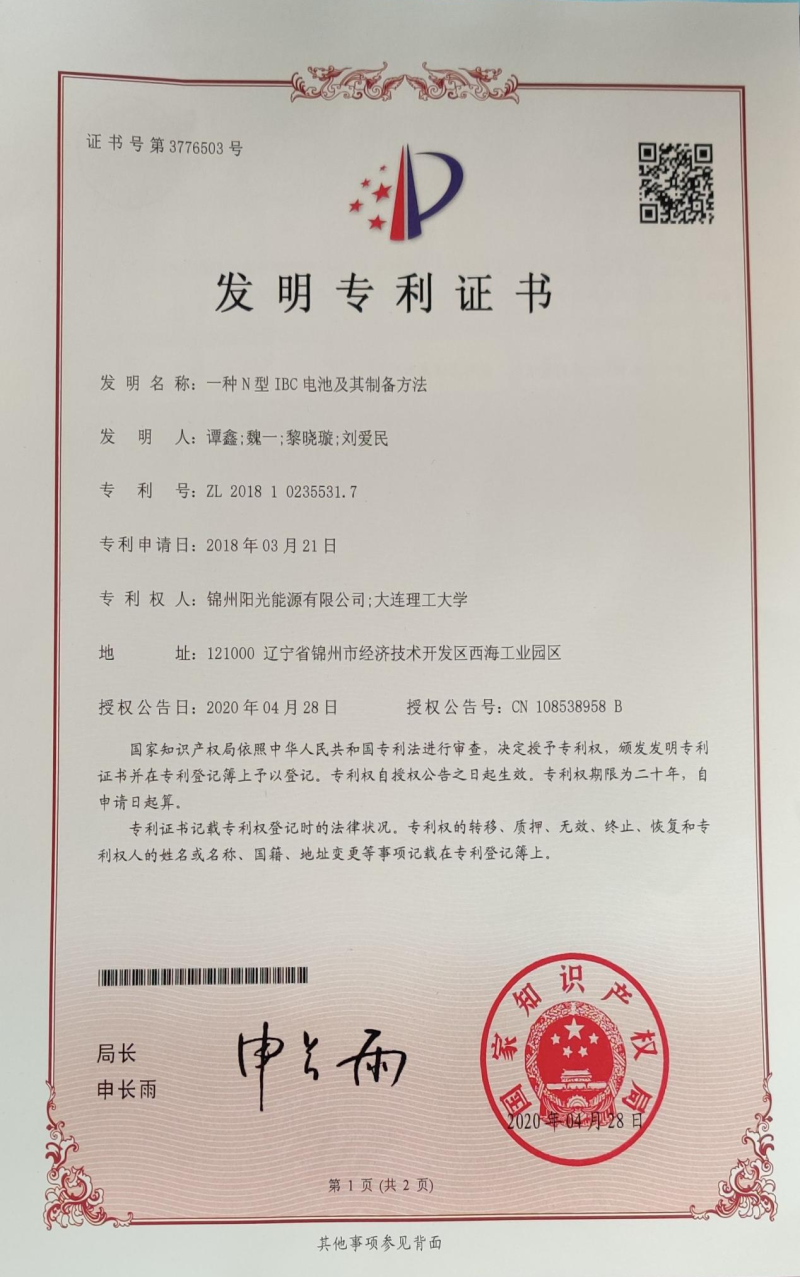 证书号第3776503号
发明专利证书
发明名称：一种N型IBC电池及其制备方法
发明人：谭鑫;魏一;黎晓璇;刘爱民
专利号：ZL 2018 1 0235531.7
专利申请日：2018年03月21日
专利权人：锦州阳光能源有限公司;大连理工大学
地址：121000 辽宁省锦州市经济技术开发区西海工业园区
授权公告日：2020年04月28日 授权公告号：CN 108538958 B
国家知识产权局依照中华人民共和国专利法进行审查，决定授予专利权，颁发发明专利
证书并在专利登记簿上予以登记。专利权自授权公告之日起生效。专利权期限为二十年，自
申请日起算。
专利证书记载专利权登记时的法律状况。专利权的转移、质押、无效、终止、恢复和专
利权人的姓名或名称、国籍、地址变更等事项记载在专利登记簿上。
局长
申长雨
申长雨
国家知识产权局
2020年04月28日
第1页(共2页)
其他事项参见背面